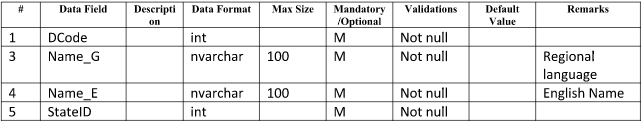 # Data Field Descripti on Data Format Max Size Mandatory /Optional Validations Default Value Remarks
1 DCode int M Not null
3 Name_G nvarchar 100 M Not null Regional language
4 Name_E nvarchar 100 M Not null English Name
5 StateID int M Not null